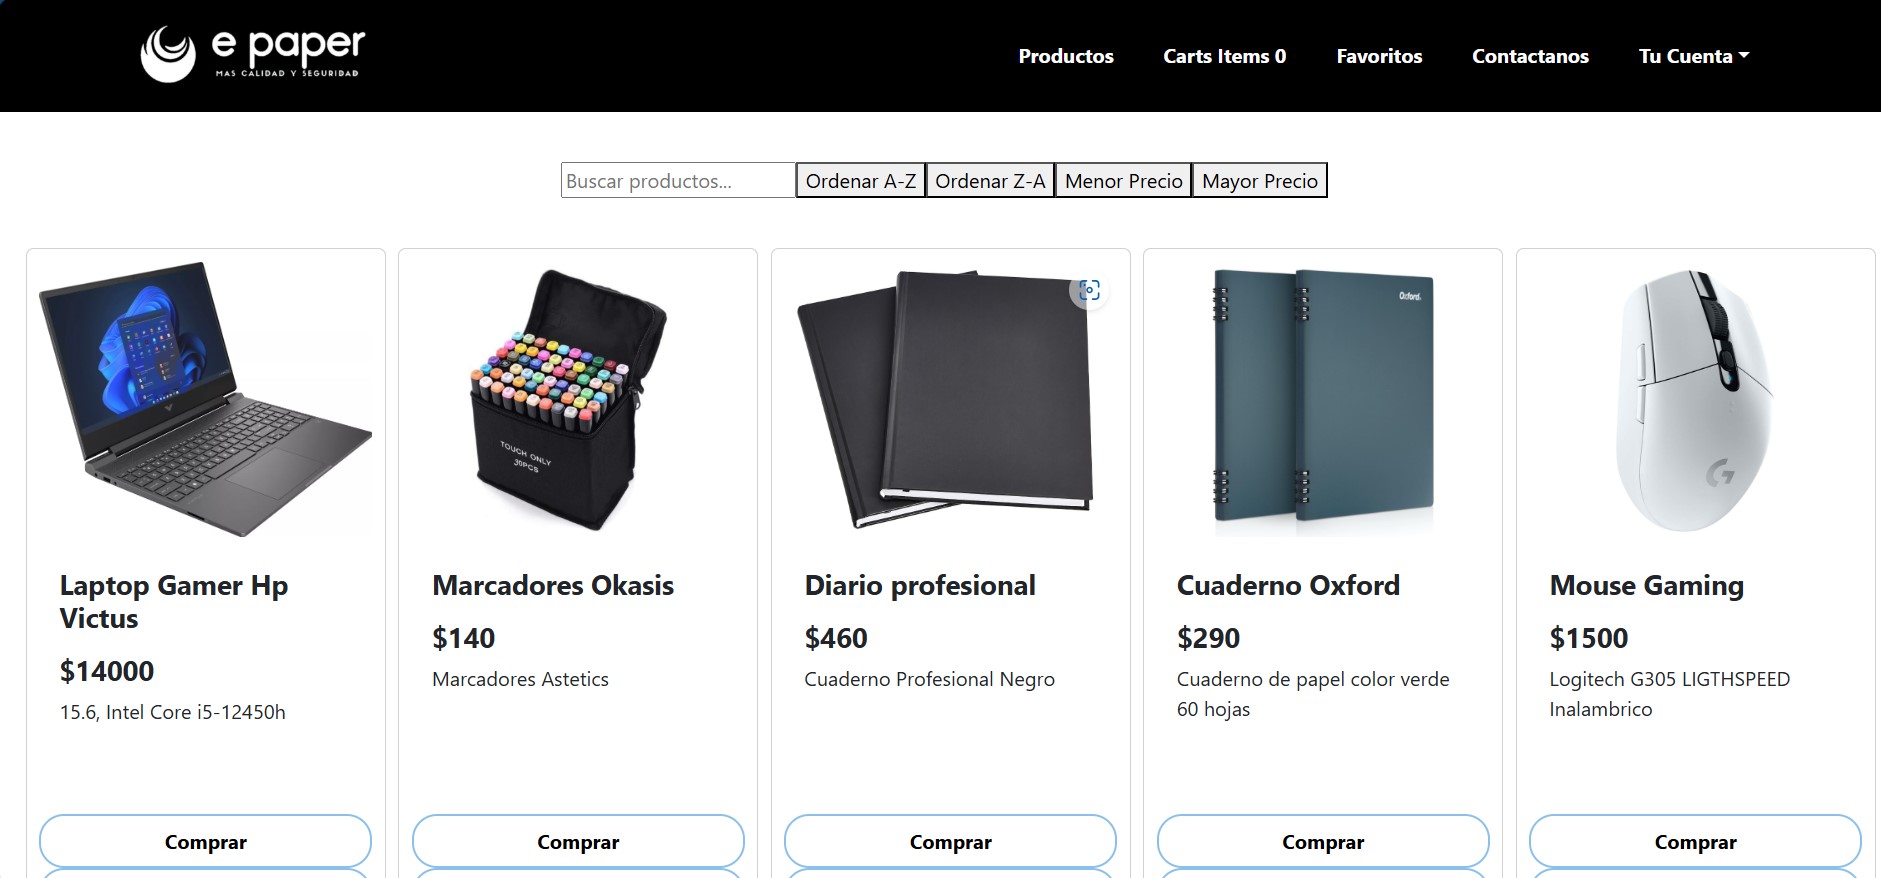 e paper
MAS CALIDAD Y SEGURIDAD
Productos
Carts Items 0
Favoritos
Contactanos
Tu Cuenta
Buscar productos...
Ordenar A-Z
Ordenar Z-A
Menor Precio
Mayor Precio
TOUCH ONLY
30PCS
Oxford
G
Laptop Gamer Hp
Victus
$14000
15.6, Intel Core i5-12450h
Comprar
Marcadores Okasis
$140
Marcadores Astetics
Comprar
Diario profesional
$460
Cuaderno Profesional Negro
Comprar
Cuaderno Oxford
$290
Cuaderno de papel color verde
60 hojas
Comprar
Mouse Gaming
$1500
Logitech G305 LIGTHSPEED
Inalambrico
Comprar